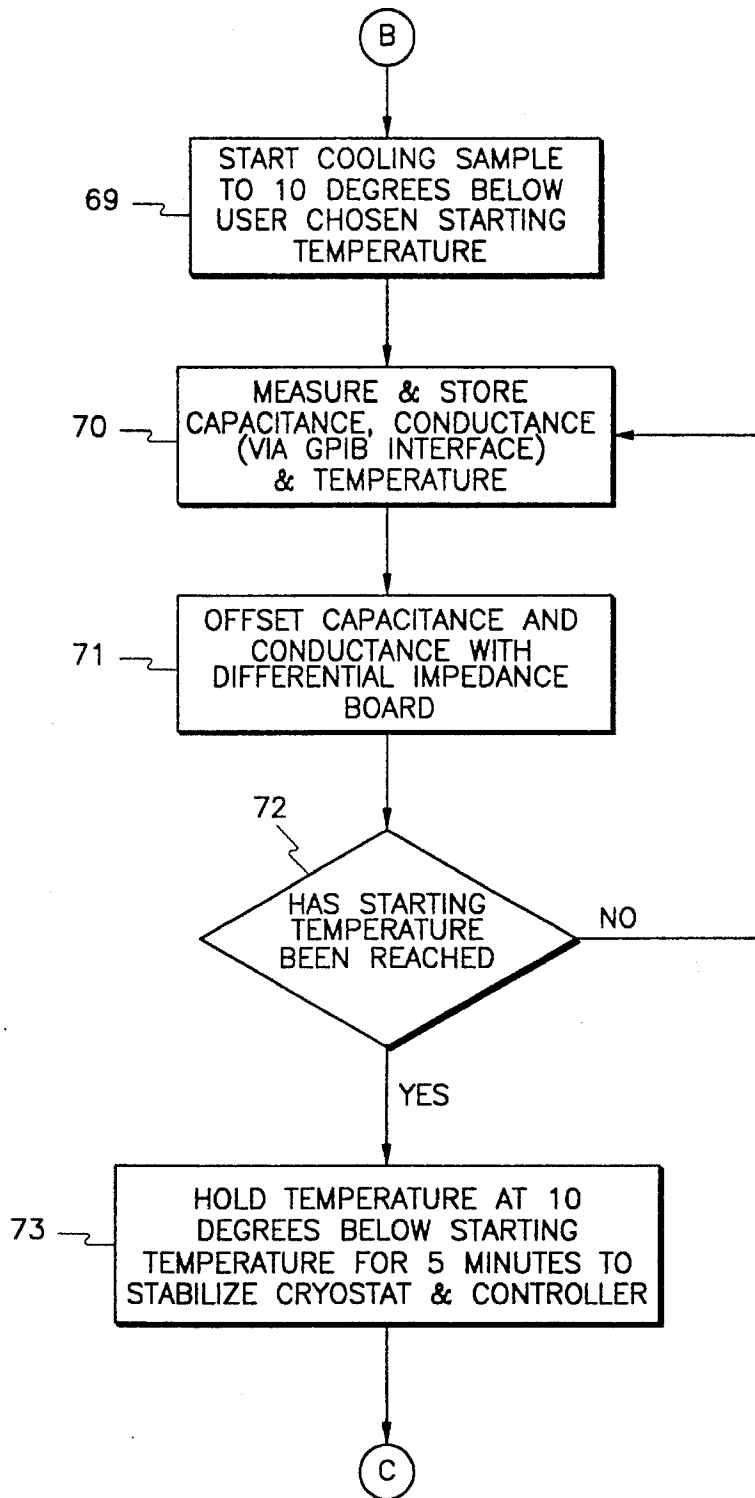 B
69
START COOLING SAMPLE
TO 10 DEGREES BELOW
USER CHOSEN STARTING
TEMPERATURE
70
MEASURE & STORE
CAPACITANCE, CONDUCTANCE
(VIA GPIB INTERFACE)
& TEMPERATURE
71
OFFSET CAPACITANCE AND
CONDUCTANCE WITH
DIFFERENTIAL IMPEDANCE
BOARD
72
HAS STARTING
TEMPERATURE
BEEN REACHED
NO
YES
73
HOLD TEMPERATURE AT 10
DEGREES BELOW STARTING
TEMPERATURE FOR 5 MINUTES TO
STABILIZE CRYOSTAT & CONTROLLER
C